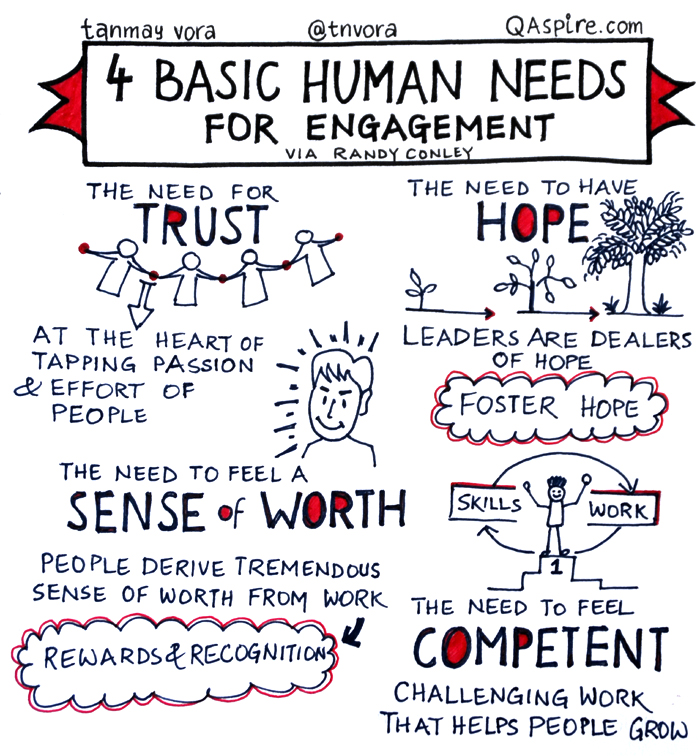 tanmay vora @tnvora QAspire.com
4 BASIC HUMAN NEEDS
FOR ENGAGEMENT
VIA RANDY CONLEY
THE NEED FOR
TRUST
AT THE HEART OF
TAPPING PASSION
& EFFORT OF
PEOPLE
THE NEED TO HAVE
HOPE
LEADERS ARE DEALERS
OF HOPE
FOSTER HOPE
THE NEED TO FEEL A
SENSE of WORTH
PEOPLE DERIVE TREMENDOUS
SENSE OF WORTH FROM WORK
REWARDS & RECOGNITION
SKILLS
WORK
1
THE NEED TO FEEL
COMPETENT
CHALLENGING WORK
THAT HELPS PEOPLE GROW